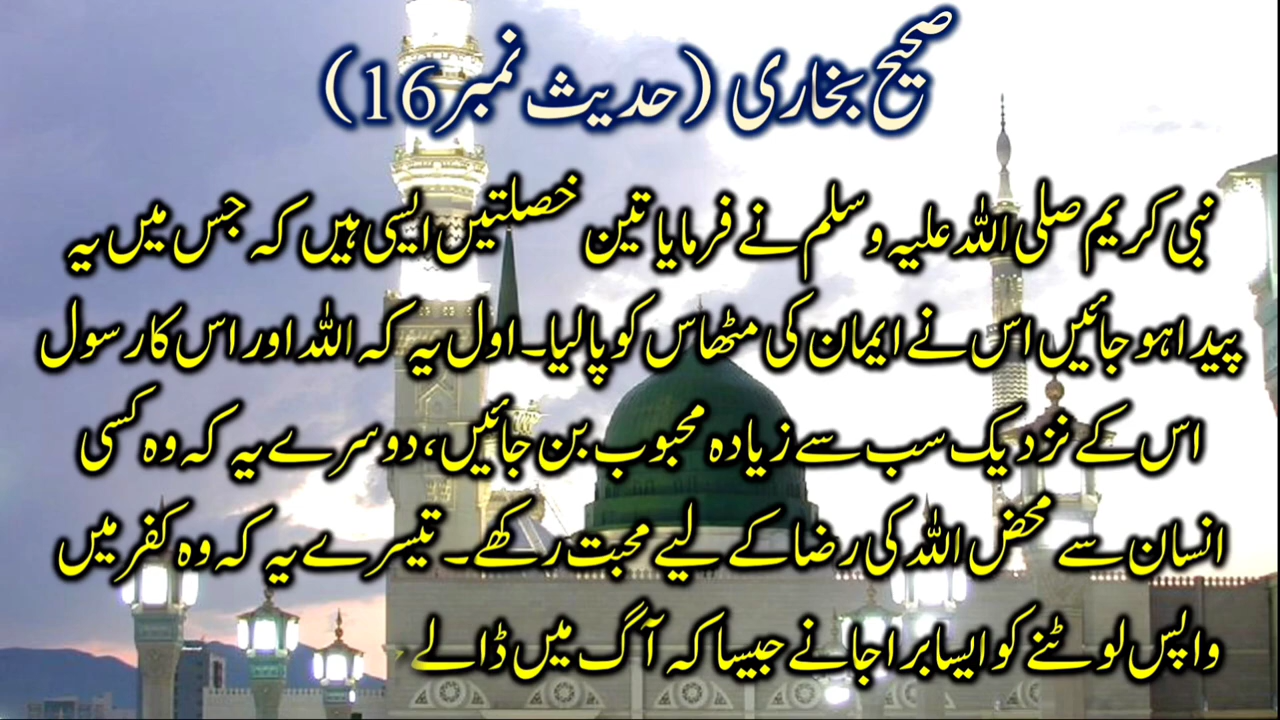 صحیح بخاری (حدیث نمبر 16)
نبی کریم صلی اللہ علیہ وسلم نے فرمایا تین خصلتیں ایسی ہیں کہ جس میں یہ
پیدا ہو جائیں اس نے ایمان کی مٹھاس کو پا لیا۔ اول یہ کہ اللہ اور اس کا رسول
اس کے نزدیک سب سے زیادہ محبوب بن جائیں، دوسرے یہ کہ وہ کسی
انسان سے محض اللہ کی رضا کے لیے محبت رکھے۔ تیسرے یہ کہ وہ کفر میں
واپس لوٹنے کو ایسا برا جانے جیسا کہ آگ میں ڈالے